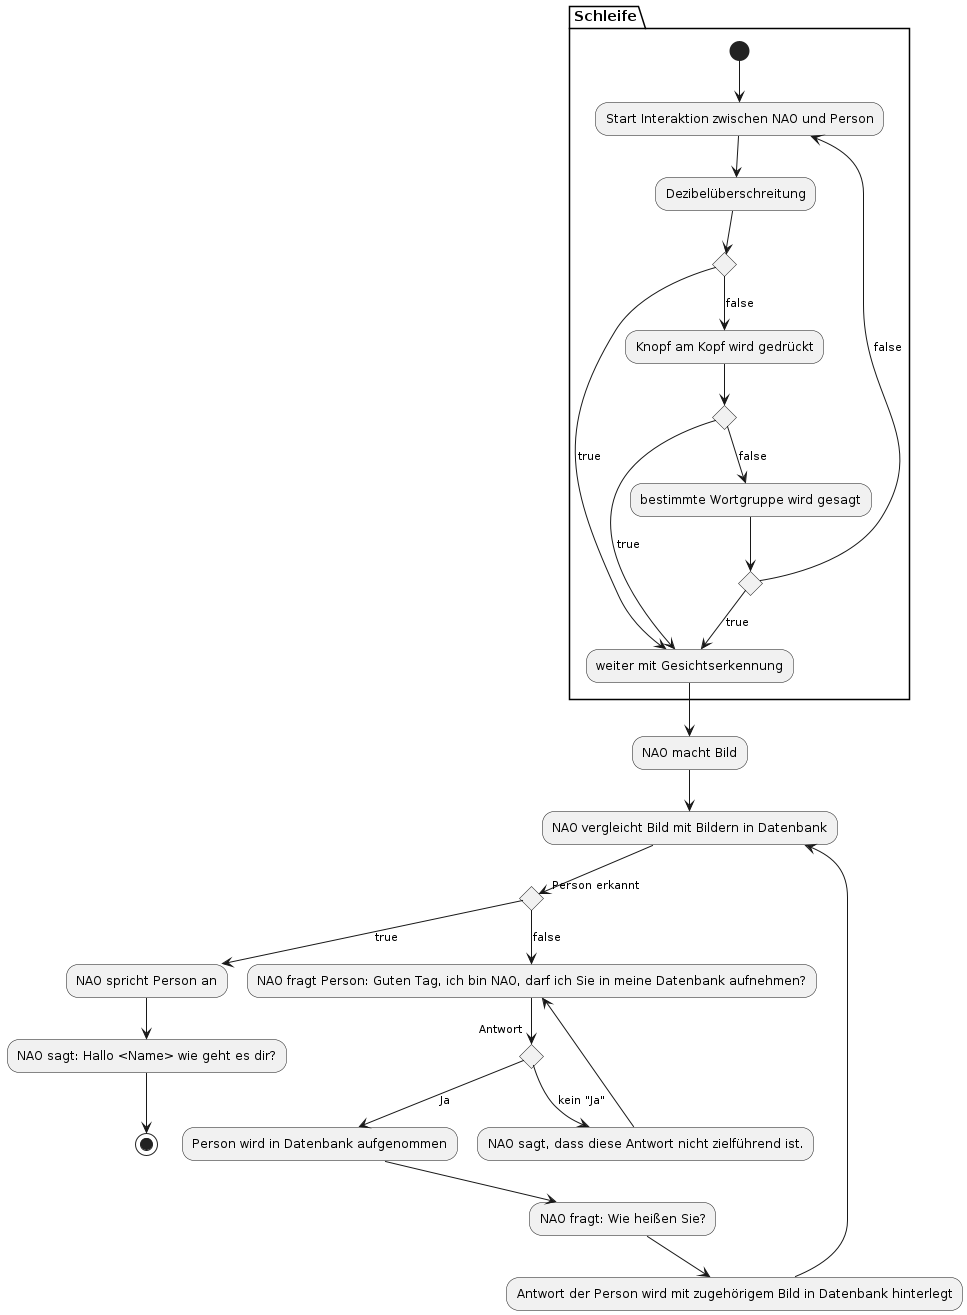 Schleife
Start Interaktion zwischen NAO und Person
Dezibelüberschreitung
false
Knopf am Kopf wird gedrückt
false
true
false
bestimmte Wortgruppe wird gesagt
true
true
weiter mit Gesichtserkennung
NAO macht Bild
NAO vergleicht Bild mit Bildern in Datenbank
Person erkannt
true
false
NAO spricht Person an
NAO fragt Person: Guten Tag, ich bin NAO, darf ich Sie in meine Datenbank aufnehmen?
Antwort
NAO sagt: Hallo <Name> wie geht es dir?
Ja
kein "Ja"
Person wird in Datenbank aufgenommen
NAO sagt, dass diese Antwort nicht zielführend ist.
NAO fragt: Wie heißen Sie?
Antwort der Person wird mit zugehörigem Bild in Datenbank hinterlegt